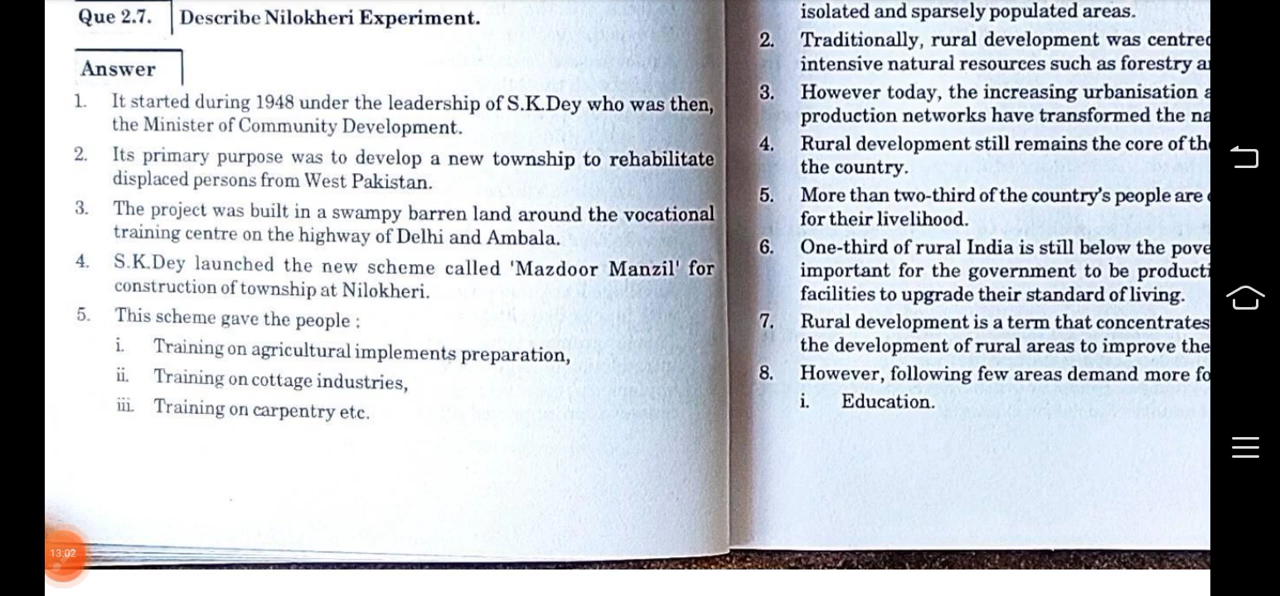 Que 2.7. Describe Nilokheri Experiment.
Answer
1. It started during 1948 under the leadership of S.K.Dey who was then,
the Minister of Community Development.
2. Its primary purpose was to develop a new township to rehabilitate
displaced persons from West Pakistan.
3. The project was built in a swampy barren land around the vocational
training centre on the highway of Delhi and Ambala.
4. S.K.Dey launched the new scheme called 'Mazdoor Manzil' for
construction of township at Nilokheri.
5. This scheme gave the people :
i. Training on agricultural implements preparation,
ii. Training on cottage industries,
iii. Training on carpentry etc.
isolated and sparsely populated areas.
2. Traditionally, rural development was
intensive natural resources such as forestry
3. However today, the increasing urbanisation
production networks have transformed the
4. Rural development still remains the core of
the country.
5. More than two-third of the country's people are
for their livelihood.
6. One-third of rural India is still below the
important for the government to be
facilities to upgrade their standard of living.
7. Rural development is a term that concentrates
the development of rural areas to improve the
8. However, following few areas demand more
i. Education.
13:02